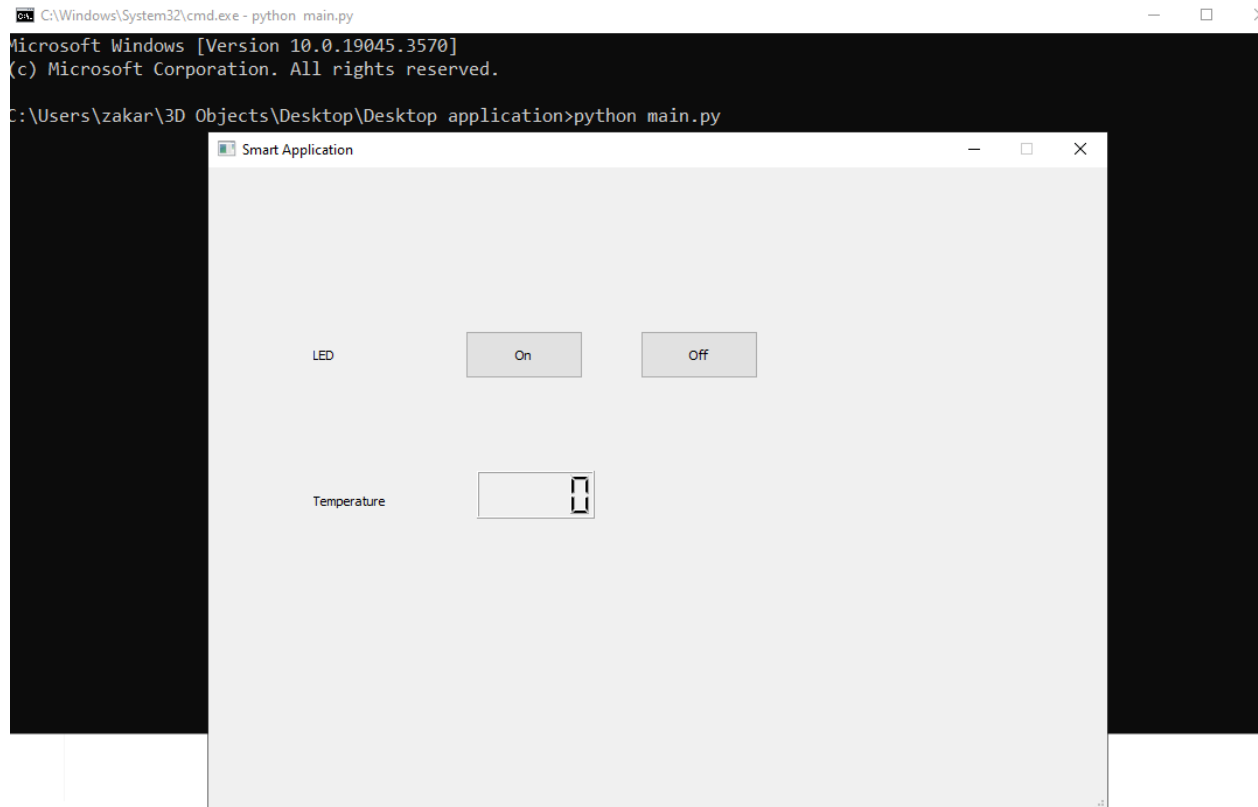 C:\Windows\System32\cmd.exe - python main.py
Microsoft Windows [Version 10.0.19045.3570]
(c) Microsoft Corporation. All rights reserved.
C:\Users\zakar\3D Objects\Desktop\Desktop application>python main.py
Smart Application
LED On Off
Temperature 0